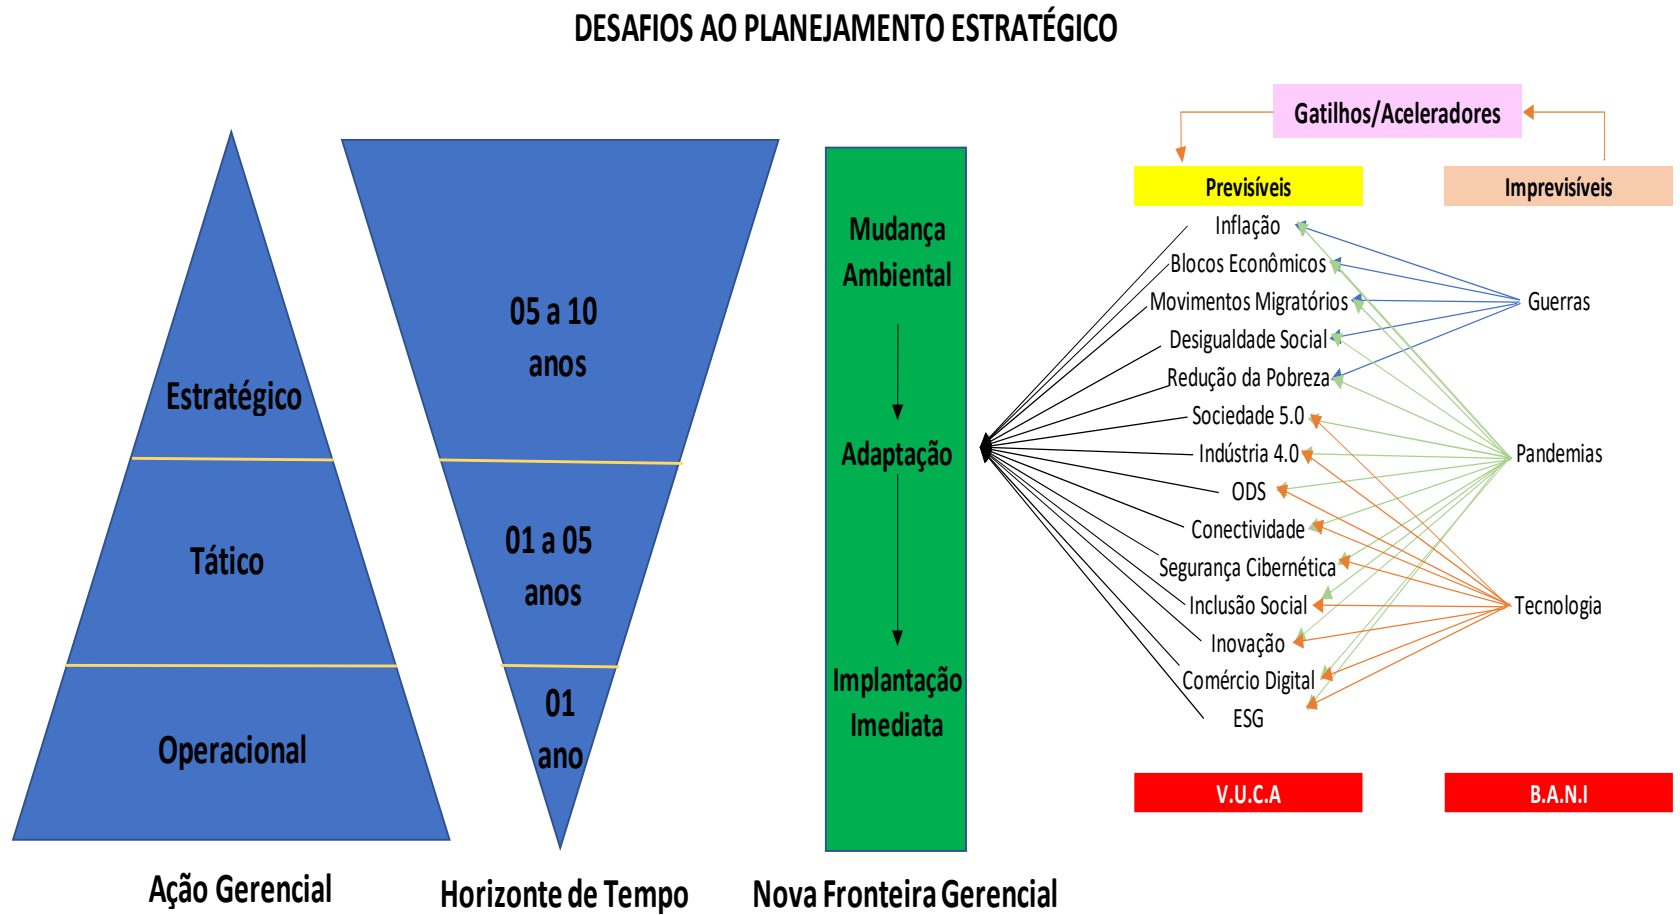 DESAFIOS AO PLANEJAMENTO ESTRATÉGICO
Estratégico
Tático
Operacional
Ação Gerencial
05 a 10
anos
01 a 05
anos
01
ano
Horizonte de Tempo
Mudança
Ambiental
Adaptação
Implantação
Imediata
Nova Fronteira Gerencial
Gatilhos/Aceleradores
Previsíveis
Inflação
Blocos Econômicos
Movimentos Migratórios
Desigualdade Social
Redução da Pobreza
Sociedade 5.0
Indústria 4.0
ODS
Conectividade
Segurança Cibernética
Inclusão Social
Inovação
Comércio Digital
ESG
V.U.C.A
Imprevisíveis
Guerras
Pandemias
Tecnologia
B.A.N.I